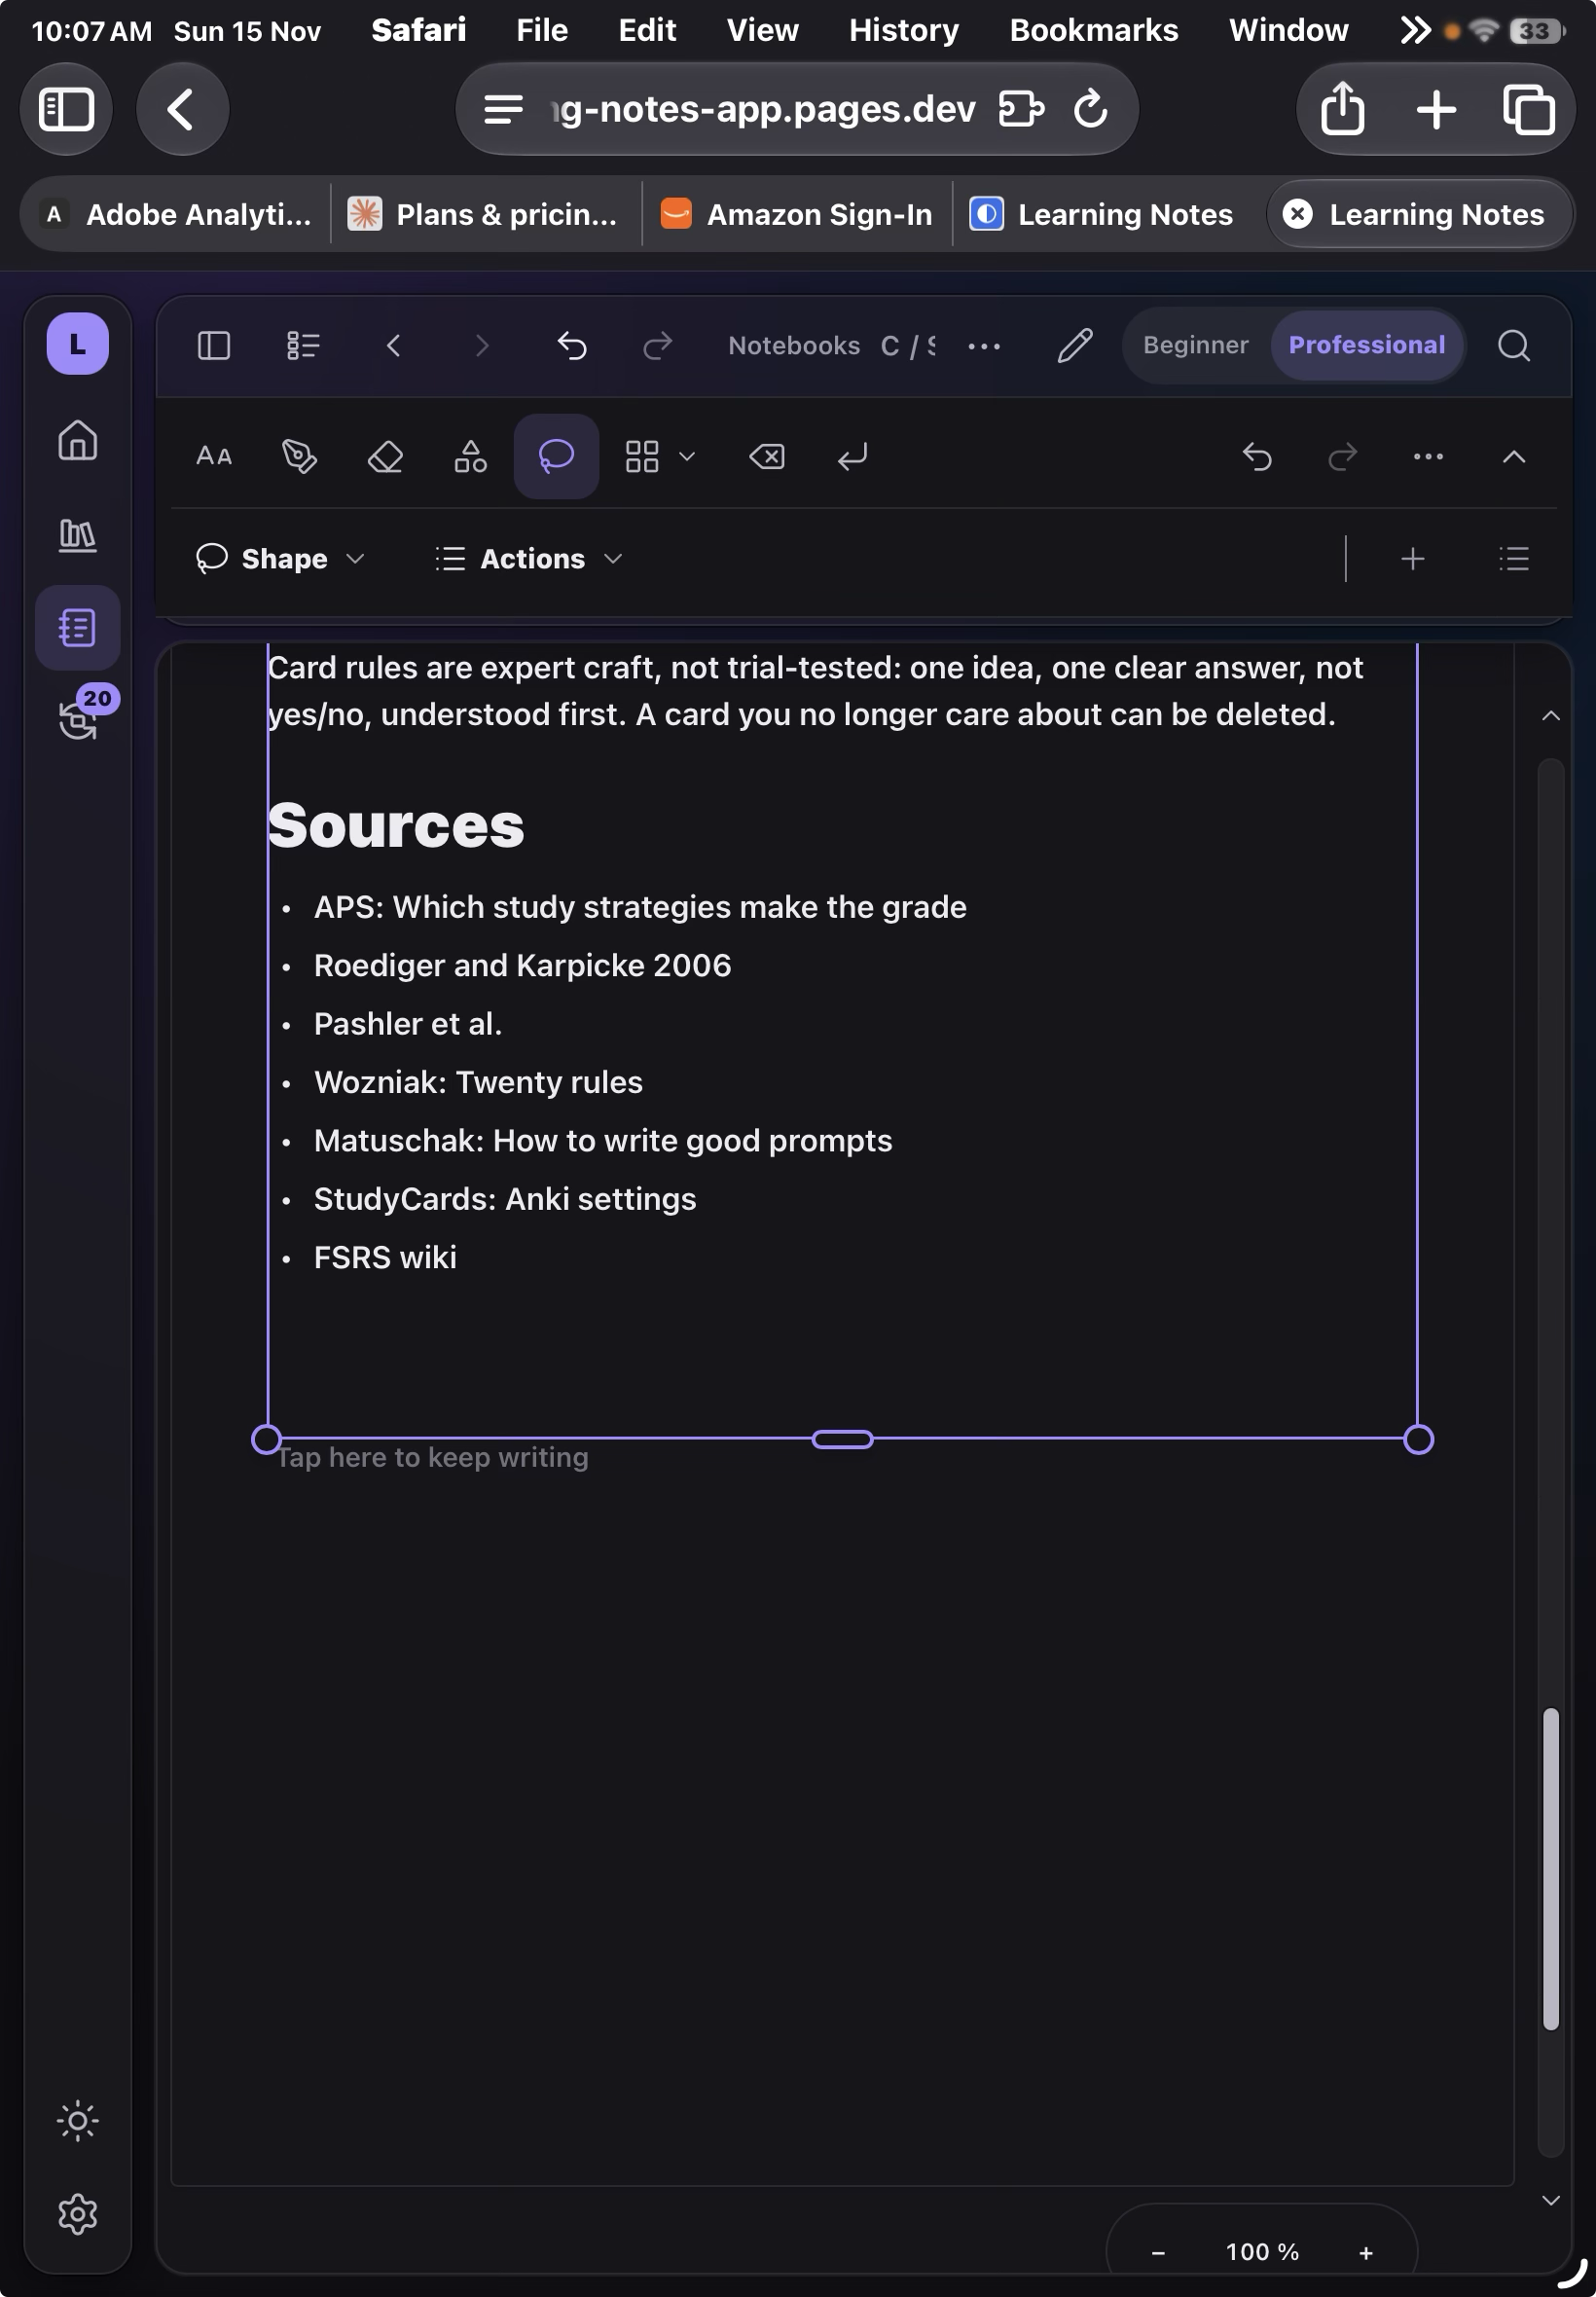 10:07 AM Sun 15 Nov Safari File Edit View History Bookmarks Window 33
g-notes-app.pages.dev
A Adobe Analyti... Plans & pricin... Amazon Sign-In Learning Notes Learning Notes
L
Notebooks C / Beginner Professional
AA
Shape Actions
20
Card rules are expert craft, not trial-tested: one idea, one clear answer, not
yes/no, understood first. A card you no longer care about can be deleted.
Sources
• APS: Which study strategies make the grade
• Roediger and Karpicke 2006
• Pashler et al.
• Wozniak: Twenty rules
• Matuschak: How to write good prompts
• StudyCards: Anki settings
• FSRS wiki
Tap here to keep writing
− 100 % +